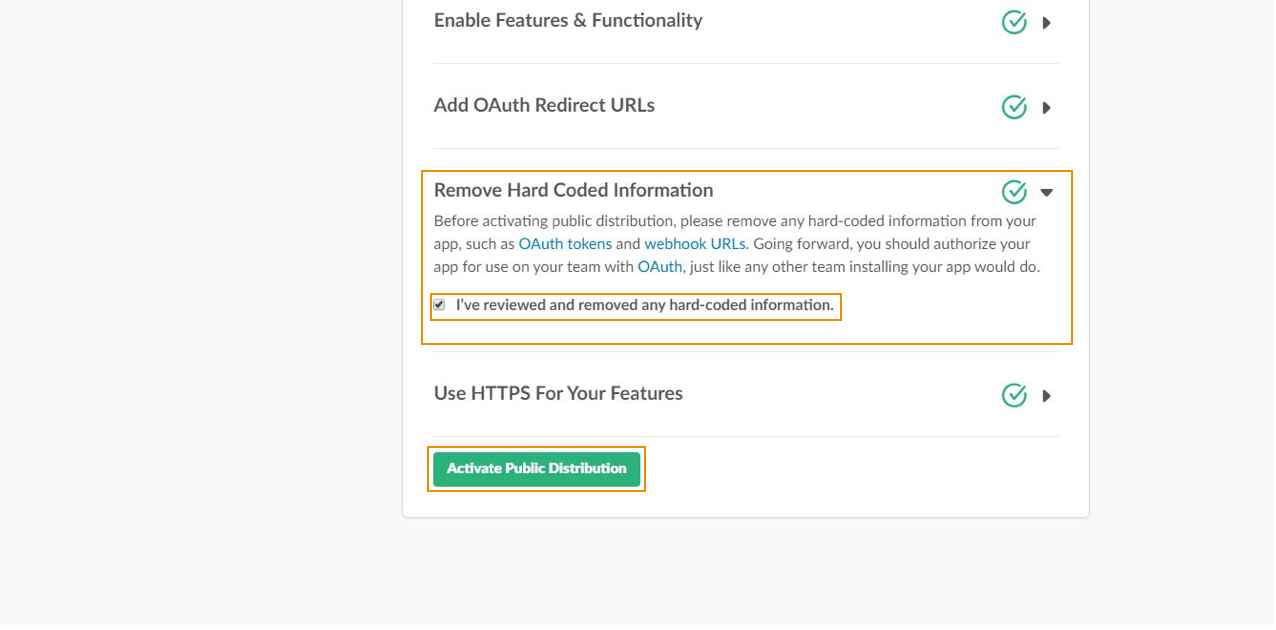 Enable Features & Functionality
Add OAuth Redirect URLs
Remove Hard Coded Information
Before activating public distribution, please remove any hard-coded information from your
app, such as OAuth tokens and webhook URLs. Going forward, you should authorize your
app for use on your team with OAuth, just like any other team installing your app would do.
I've reviewed and removed any hard-coded information.
Use HTTPS For Your Features
Activate Public Distribution